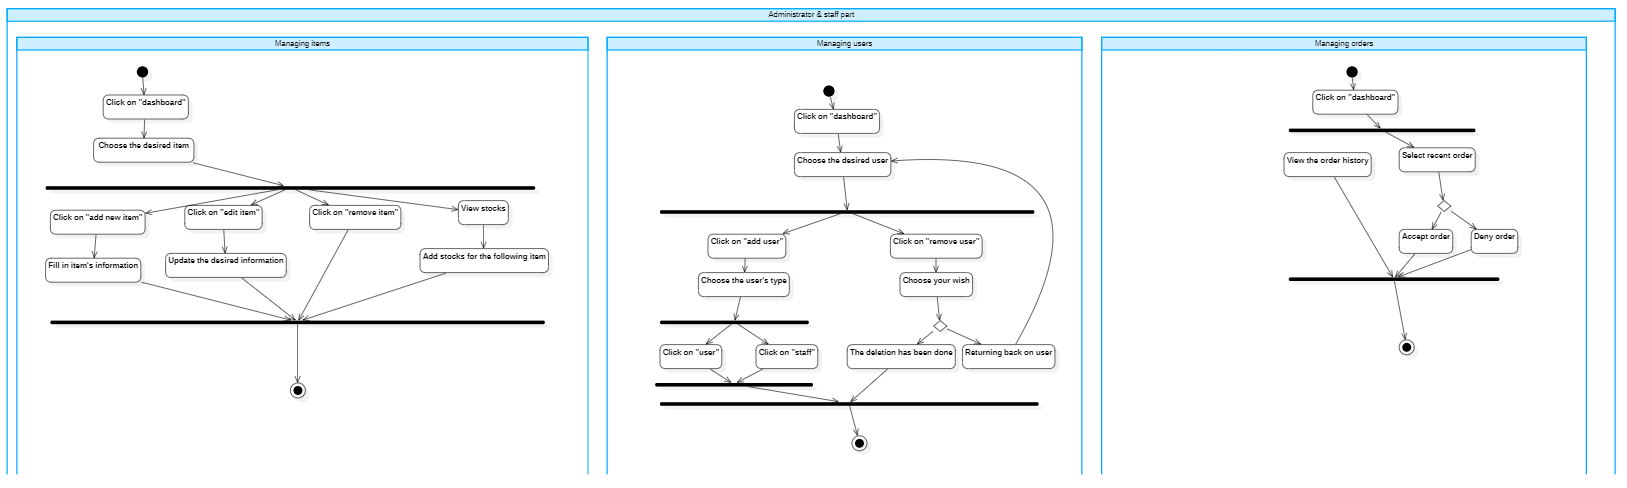 Administrator & staff part
Managing items
Click on "dashboard"
Choose the desired item
Click on "add new item"
Click on "edit item"
Click on "remove item"
View stocks
Fill in item's information
Update the desired information
Add stocks for the following item
Managing users
Click on "dashboard"
Choose the desired user
Click on "add user"
Click on "remove user"
Choose the user's type
Choose your wish
Click on "user"
Click on "staff"
The deletion has been done
Returning back on user
Managing orders
Click on "dashboard"
View the order history
Select recent order
Accept order
Deny order